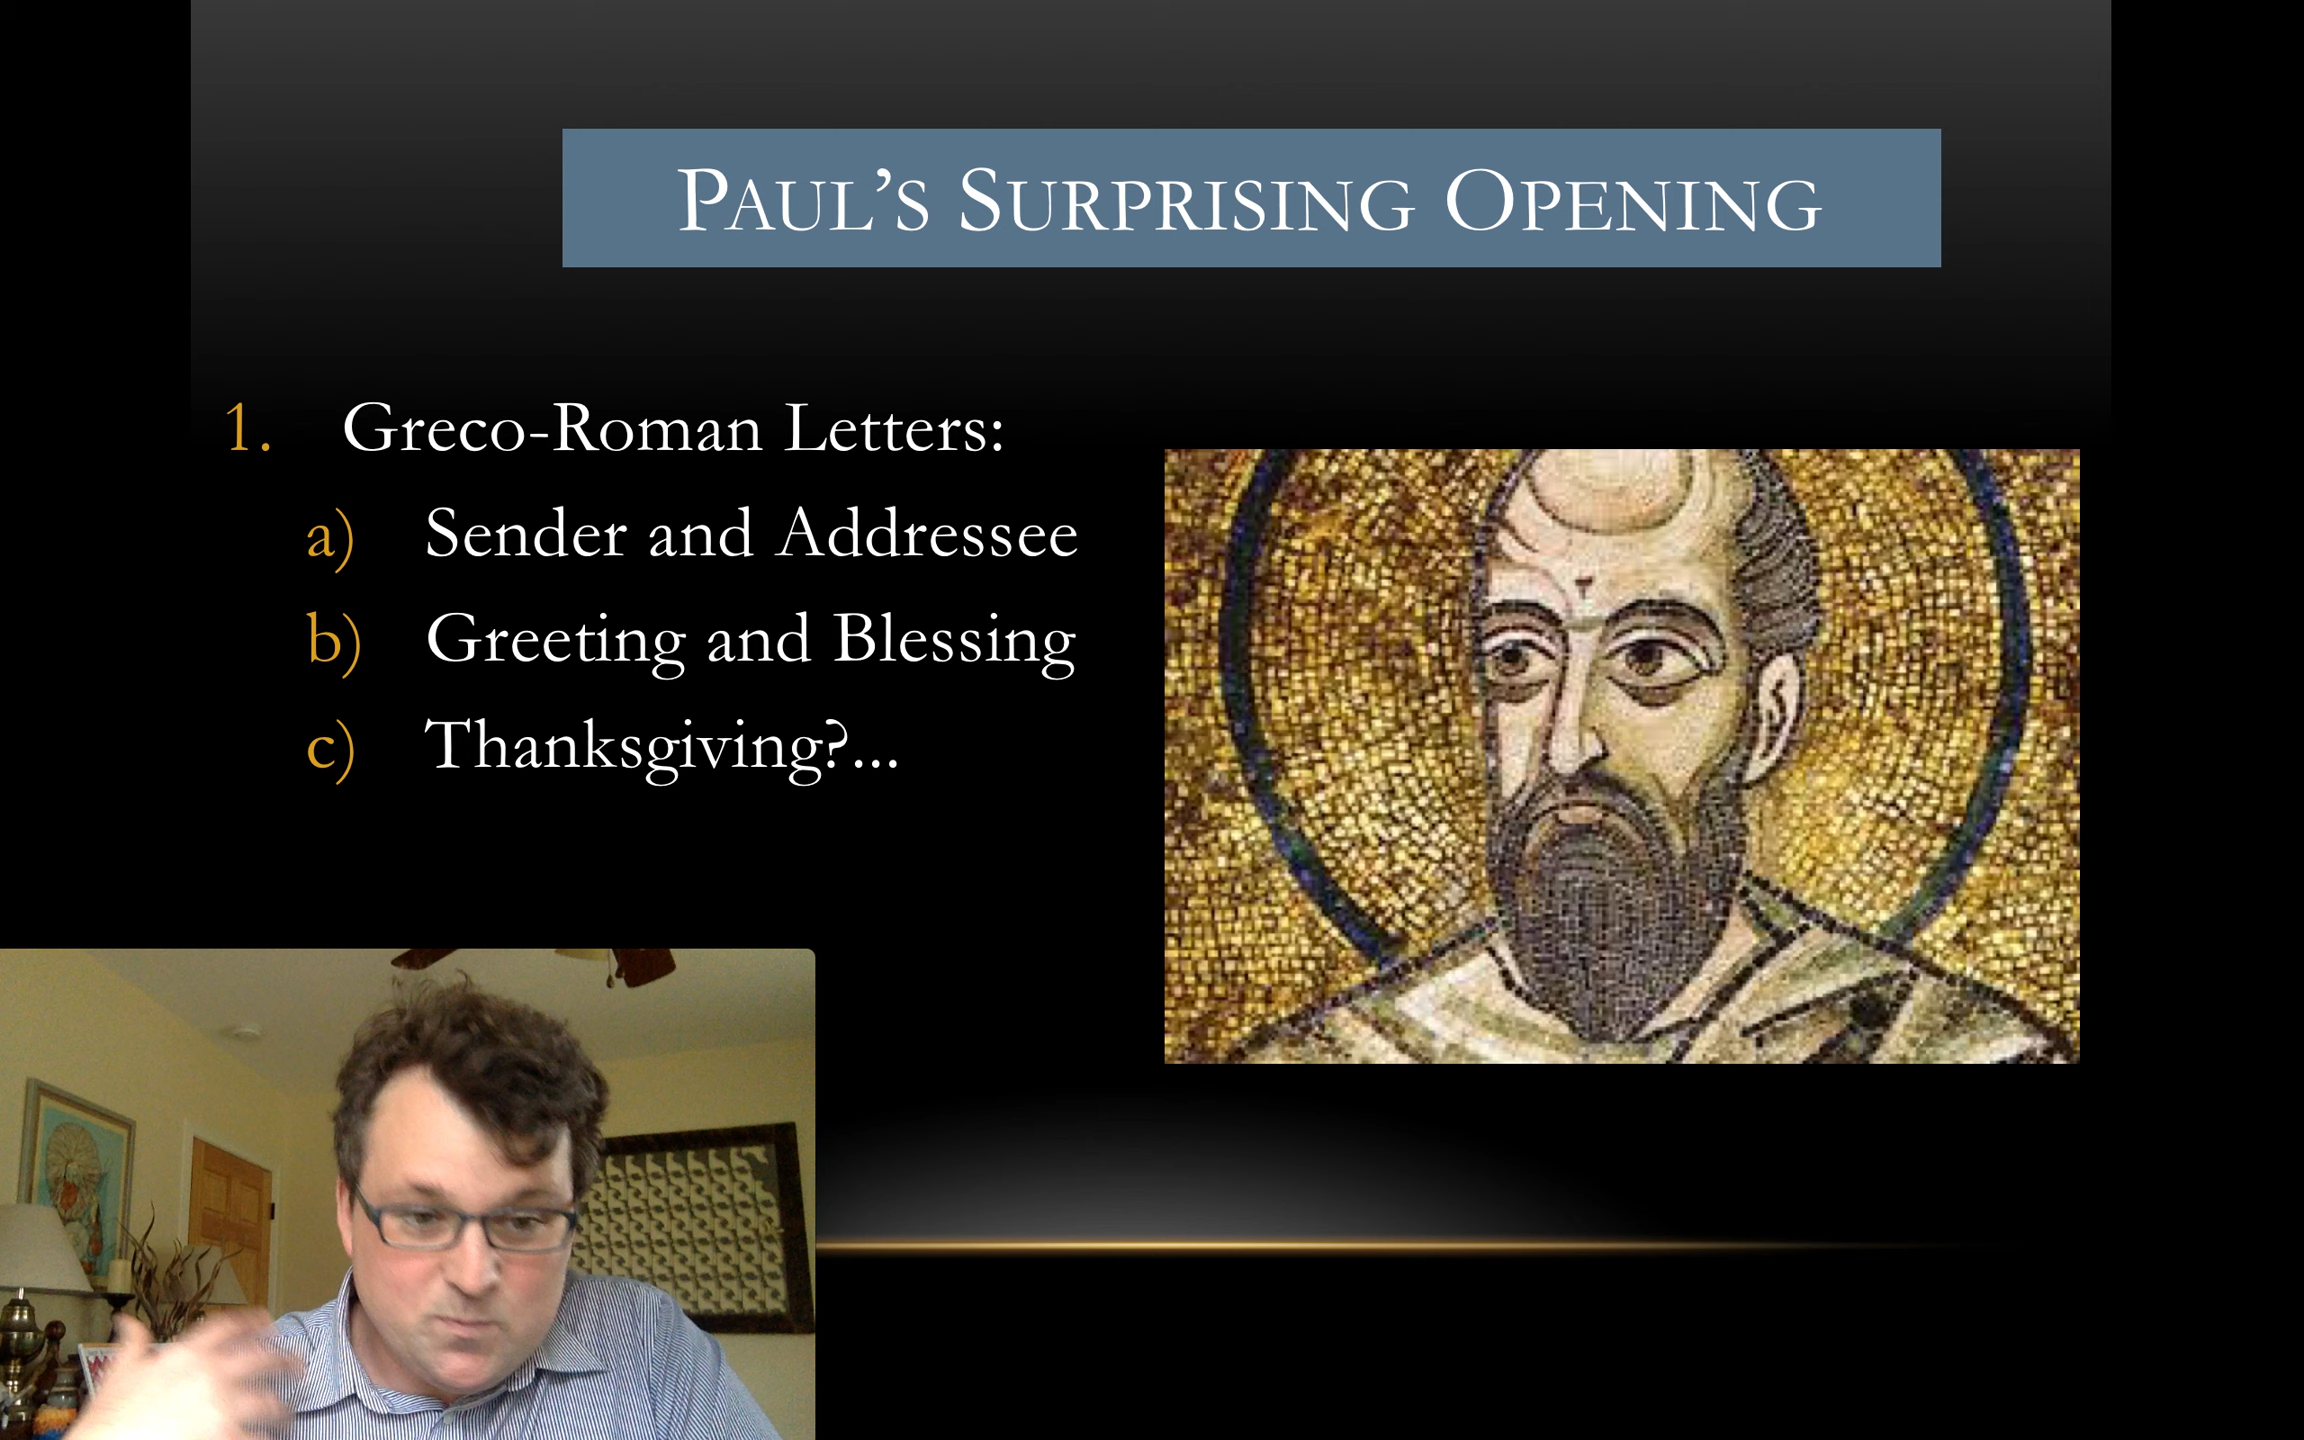 PAUL'S SURPRISING OPENING
1. Greco-Roman Letters:
a) Sender and Addressee
b) Greeting and Blessing
c) Thanksgiving?...